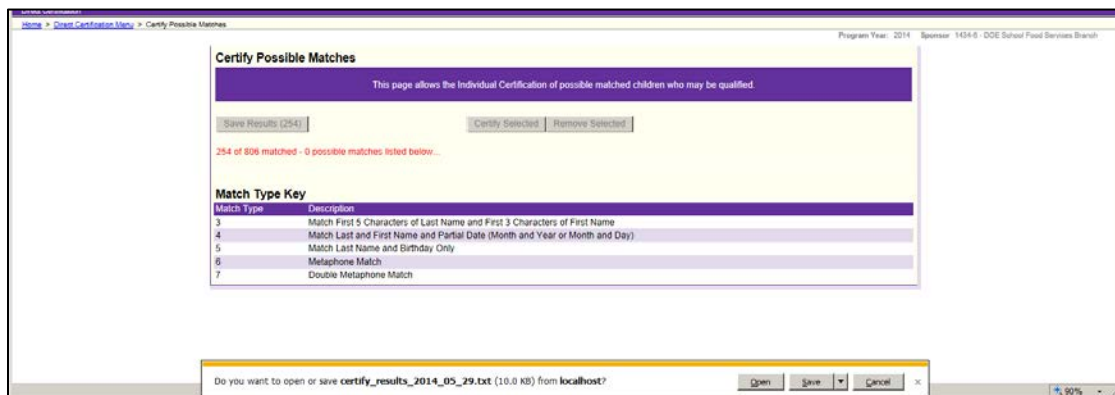 Direct Certification
Home > Direct Certification Menu > Certify Possible Matches
Program Year: 2014 Sponsor 1434-6 - DOE School Food Services Branch
Certify Possible Matches
This page allows the Individual Certification of possible matched children who may be qualified.
Save Results (254) Certify Selected Remove Selected
254 of 806 matched - 0 possible matches listed below...
Match Type Key
Match Type Description
3 Match First 5 Characters of Last Name and First 3 Characters of First Name
4 Match Last and First Name and Partial Date (Month and Year or Month and Day)
5 Match Last Name and Birthday Only
6 Metaphone Match
7 Double Metaphone Match
Do you want to open or save certify_results_2014_05_29.txt (10.0 KB) from localhost? Open Save Cancel ×
90%